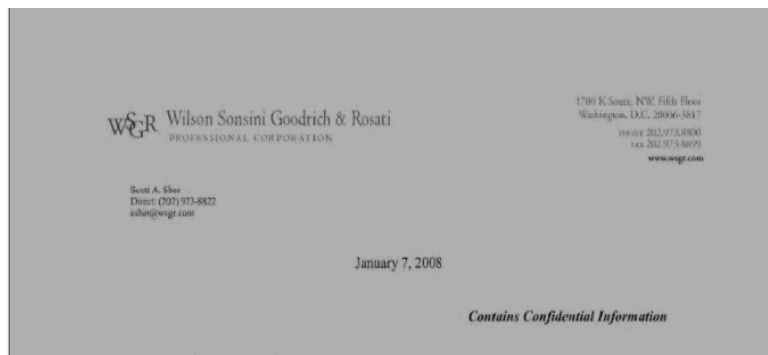 WSGR Wilson Sonsini Goodrich & Rosati
PROFESSIONAL CORPORATION
1700 K Street, NW, Fifth Floor
Washington, D.C. 20006-3817
PHONE 202.973.8800
FAX 202.973.8899
www.wsgr.com
Scott A. Sher
Direct: (202) 973-8822
ssher@wsgr.com
January 7, 2008
Contains Confidential Information